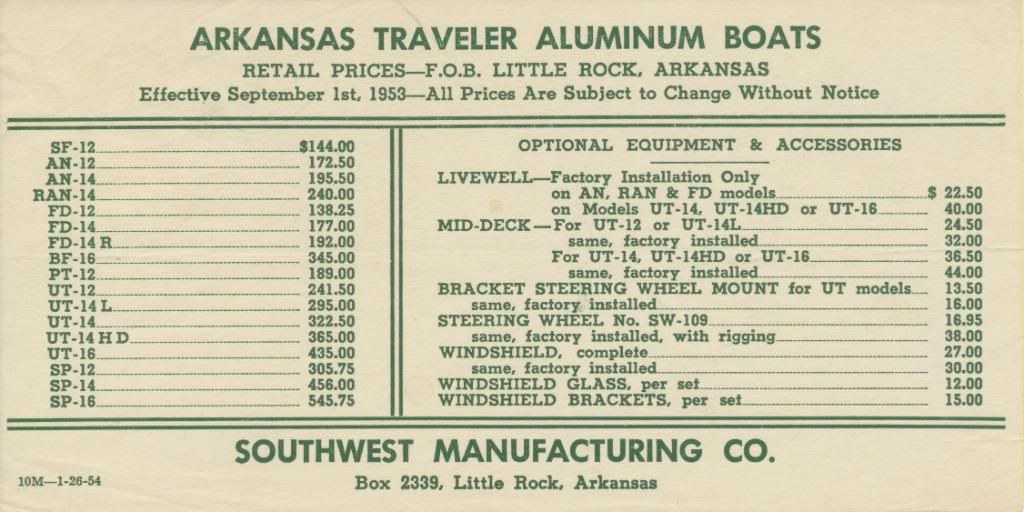 ARKANSAS TRAVELER ALUMINUM BOATS
RETAIL PRICES—F.O.B. LITTLE ROCK, ARKANSAS
Effective September 1st, 1953—All Prices Are Subject to Change Without Notice
SF-12 $144.00
AN-12 172.50
AN-14 195.50
RAN-14 240.00
FD-12 138.25
FD-14 177.00
FD-14 R 192.00
BF-16 345.00
PT-12 189.00
UT-12 241.50
UT-14 L 295.00
UT-14 322.50
UT-14 H D 365.00
UT-16 435.00
SP-12 305.75
SP-14 456.00
SP-16 545.75
OPTIONAL EQUIPMENT & ACCESSORIES
LIVEWELL—Factory Installation Only
on AN, RAN & FD models $ 22.50
on Models UT-14, UT-14HD or UT-16 40.00
MID-DECK—For UT-12 or UT-14L 24.50
same, factory installed 32.00
For UT-14, UT-14HD or UT-16 36.50
same, factory installed 44.00
BRACKET STEERING WHEEL MOUNT for UT models 13.50
same, factory installed 16.00
STEERING WHEEL No. SW-109 16.95
same, factory installed, with rigging 38.00
WINDSHIELD, complete 27.00
same, factory installed 30.00
WINDSHIELD GLASS, per set 12.00
WINDSHIELD BRACKETS, per set 15.00
SOUTHWEST MANUFACTURING CO.
Box 2339, Little Rock, Arkansas
10M—1-26-54